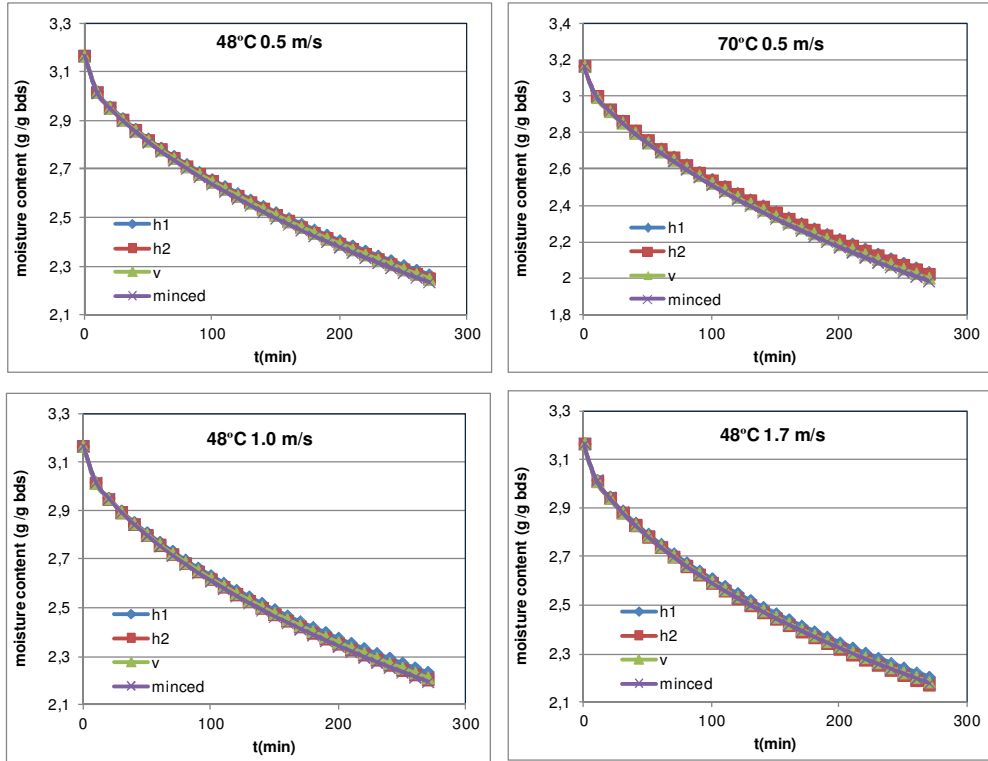 48ºC 0.5 m/s
moisture content (g /g bds)
3,3
3,1
2,9
2,7
2,5
2,3
2,1
h1
h2
v
minced
0
100
200
300
t(min)
70ºC 0.5 m/s
moisture content (g /g bds)
3,2
3
2,8
2,6
2,4
2,2
2
1,8
h1
h2
v
minced
0
100
200
300
t(min)
48ºC 1.0 m/s
moisture content (g /g bds)
3,3
3,1
2,9
2,7
2,5
2,3
2,1
h1
h2
v
minced
0
100
200
300
t(min)
48ºC 1.7 m/s
moisture content (g /g bds)
3,3
3,1
2,9
2,7
2,5
2,3
2,1
h1
h2
v
minced
0
100
200
300
t(min)